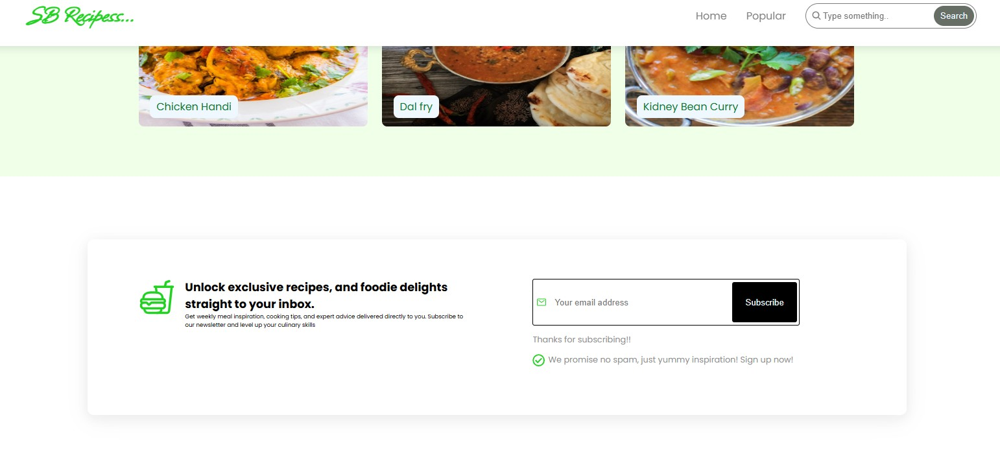 SB Recipess...
Home Popular Type something.. Search
Chicken Handi Dal fry Kidney Bean Curry
Unlock exclusive recipes, and foodie delights
straight to your inbox.
Get weekly meal inspiration, cooking tips, and expert advice delivered directly to you. Subscribe to
our newsletter and level up your culinary skills
Your email address Subscribe
Thanks for subscribing!!
We promise no spam, just yummy inspiration! Sign up now!